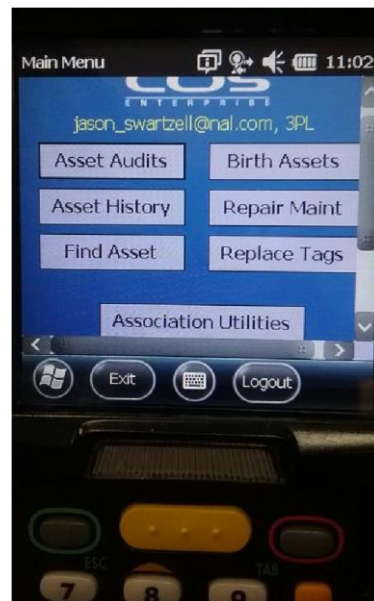 Main Menu 11:02
COS
ENTERPRISE
jason_swartzell@nal.com, 3PL
Asset Audits Birth Assets
Asset History Repair Maint
Find Asset Replace Tags
Association Utilities
Exit Logout
ESC TAB
7 8 9